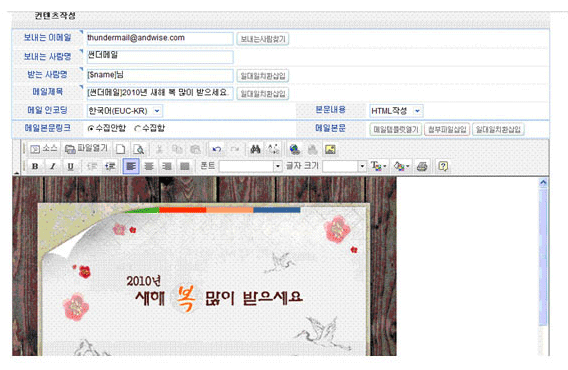 컨텐츠작성
보내는 이메일 thundermail@andwise.com 보내는사람찾기
보내는 사람명 썬더메일
받는 사람명 [$name]님 일대일치환삽입
메일제목 [썬더메일]2010년 새해 복 많이 받으세요. 일대일치환삽입
메일 인코딩 한국어(EUC-KR) 본문내용 HTML작성
메일본문링크 수집안함 수집함 메일본문 메일템플릿열기 첨부파일삽입 일대일치환삽입
소스 파일열기
B I U 폰트 글자 크기
2010년
새해 복 많이 받으세요